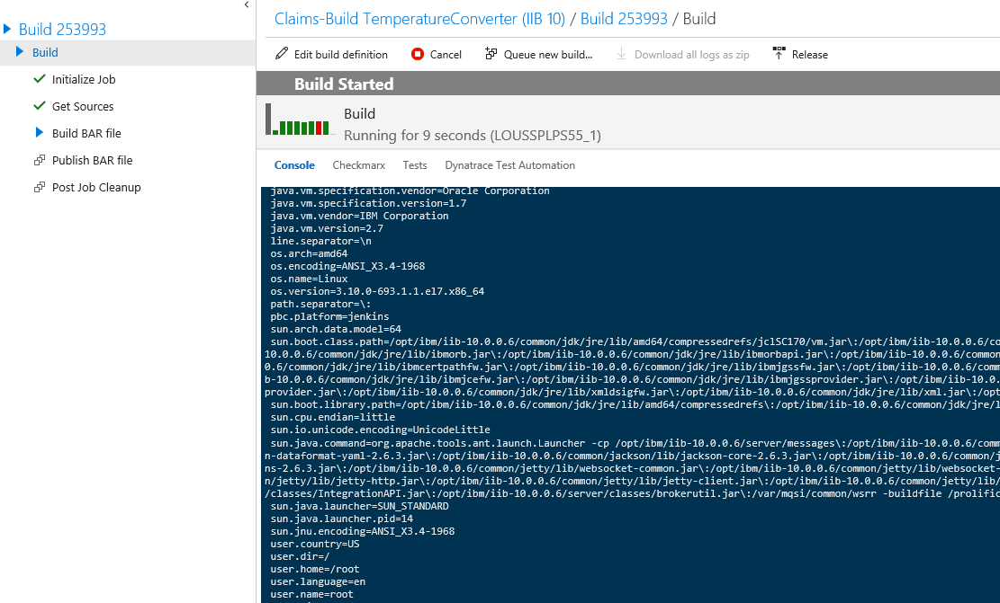 Build 253993
Build
Initialize Job
Get Sources
Build BAR file
Publish BAR file
Post Job Cleanup
Claims-Build TemperatureConverter (IIB 10) / Build 253993 / Build
Edit build definition Cancel Queue new build... Download all logs as zip Release
Build Started
Build
Running for 9 seconds (LOUSSPLPS55_1)
Console Checkmarx Tests Dynatrace Test Automation
java.vm.specification.vendor=Oracle Corporation
java.vm.specification.version=1.7
java.vm.vendor=IBM Corporation
java.vm.version=2.7
line.separator=\n
os.arch=amd64
os.encoding=ANSI_X3.4-1968
os.name=Linux
os.version=3.10.0-693.1.1.el7.x86_64
path.separator=\:
pbc.platform=jenkins
sun.arch.data.model=64
sun.boot.class.path=/opt/ibm/iib-10.0.0.6/common/jdk/jre/lib/amd64/compressedrefs/jclSC170/vm.jar\:/opt/ibm/iib-10.0.0.6/co
10.0.0.6/common/jdk/jre/lib/ibmorb.jar\:/opt/ibm/iib-10.0.0.6/common/jdk/jre/lib/ibmorbapi.jar\:/opt/ibm/iib-10.0.0.6/common
0.6/common/jdk/jre/lib/ibmcertpathfw.jar\:/opt/ibm/iib-10.0.0.6/common/jdk/jre/lib/ibmjgssfw.jar\:/opt/ibm/iib-10.0.0.6/comm
b-10.0.0.6/common/jdk/jre/lib/ibmjcefw.jar\:/opt/ibm/iib-10.0.0.6/common/jdk/jre/lib/ibmjgssprovider.jar\:/opt/ibm/iib-10.0.
provider.jar\:/opt/ibm/iib-10.0.0.6/common/jdk/jre/lib/xmldsigfw.jar\:/opt/ibm/iib-10.0.0.6/common/jdk/jre/lib/xml.jar\:/opt
sun.boot.library.path=/opt/ibm/iib-10.0.0.6/common/jdk/jre/lib/amd64/compressedrefs\:/opt/ibm/iib-10.0.0.6/common/jdk/jre/l
sun.cpu.endian=little
sun.io.unicode.encoding=UnicodeLittle
sun.java.command=org.apache.tools.ant.launch.Launcher -cp /opt/ibm/iib-10.0.0.6/server/messages\:/opt/ibm/iib-10.0.0.6/comm
n-dataformat-yaml-2.6.3.jar\:/opt/ibm/iib-10.0.0.6/common/jackson/lib/jackson-core-2.6.3.jar\:/opt/ibm/iib-10.0.0.6/common/j
ns-2.6.3.jar\:/opt/ibm/iib-10.0.0.6/common/jetty/lib/websocket-common.jar\:/opt/ibm/iib-10.0.0.6/common/jetty/lib/websocket-
n/jetty/lib/jetty-http.jar\:/opt/ibm/iib-10.0.0.6/common/jetty/lib/jetty-client.jar\:/opt/ibm/iib-10.0.0.6/common/jetty/lib/
/classes/IntegrationAPI.jar\:/opt/ibm/iib-10.0.0.6/server/classes/brokerutil.jar\:/var/mqsi/common/wsrr -buildfile /prolific
sun.java.launcher=SUN_STANDARD
sun.java.launcher.pid=14
sun.jnu.encoding=ANSI_X3.4-1968
user.country=US
user.dir=/
user.home=/root
user.language=en
user.name=root